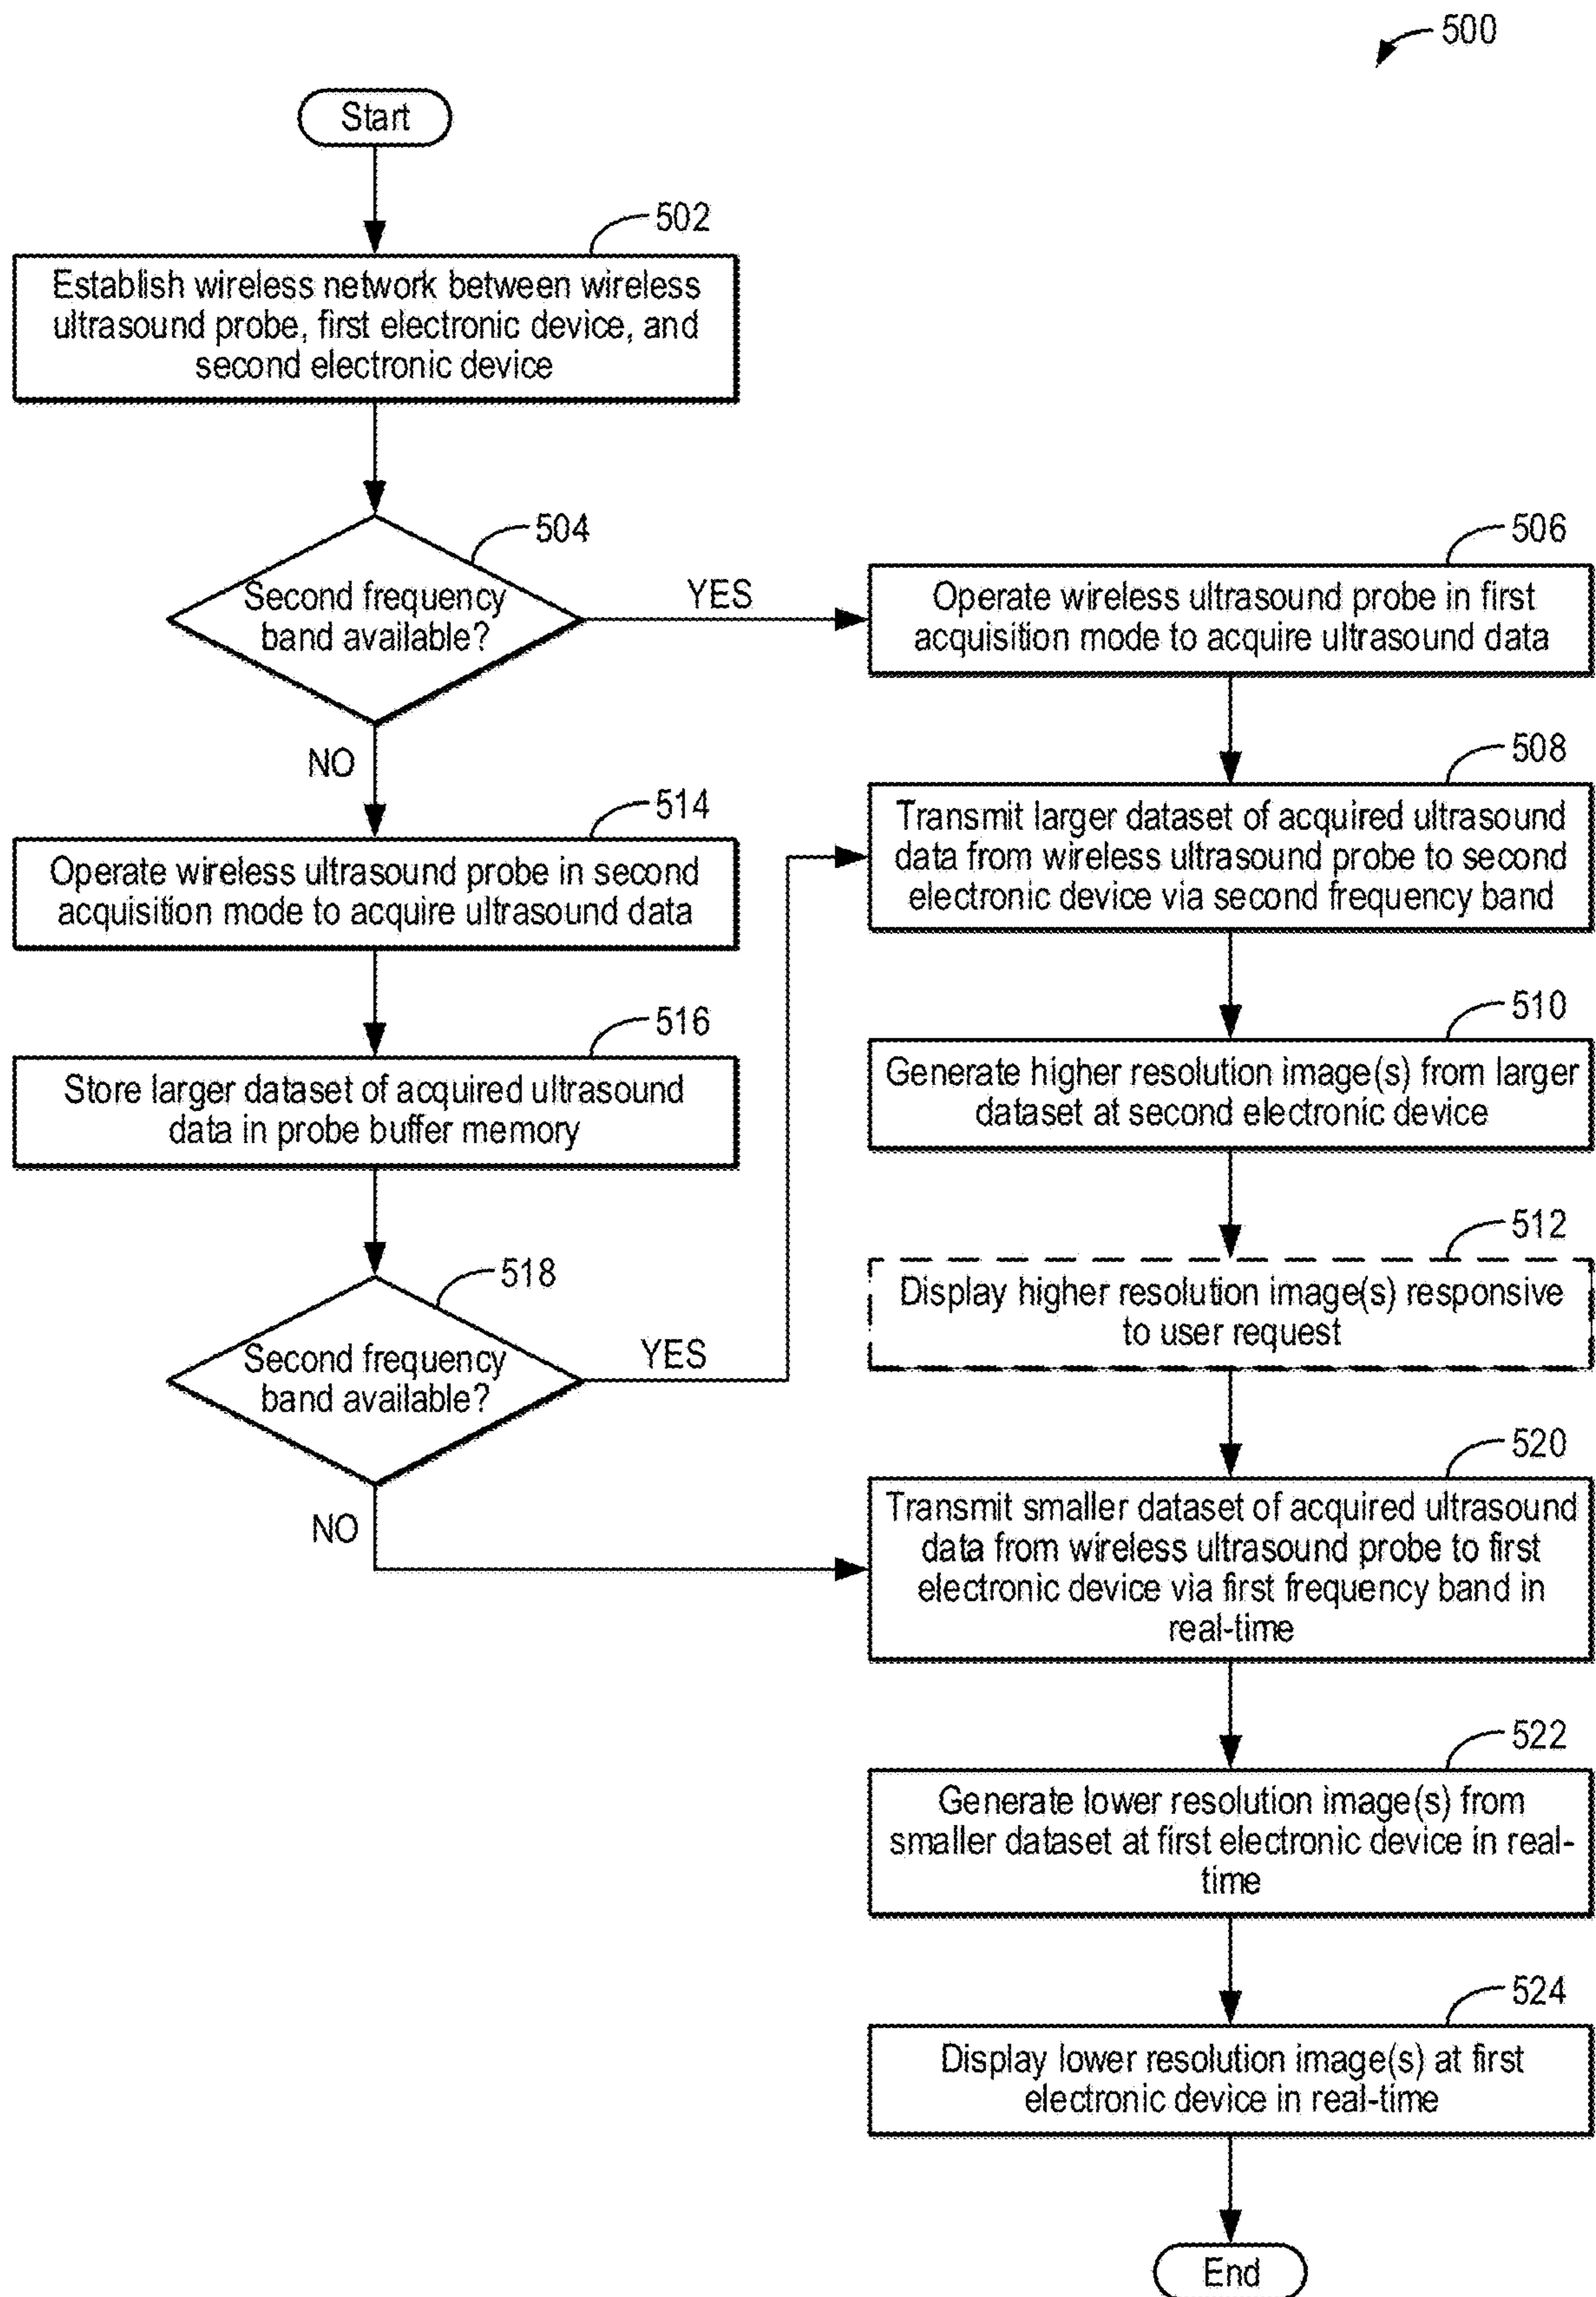 500
Start
502
Establish wireless network between wireless
ultrasound probe, first electronic device, and
second electronic device
504
Second frequency
band available?
YES
NO
506
Operate wireless ultrasound probe in first
acquisition mode to acquire ultrasound data
508
Transmit larger dataset of acquired ultrasound
data from wireless ultrasound probe to second
electronic device via second frequency band
514
Operate wireless ultrasound probe in second
acquisition mode to acquire ultrasound data
510
Generate higher resolution image(s) from larger
dataset at second electronic device
516
Store larger dataset of acquired ultrasound
data in probe buffer memory
512
Display higher resolution image(s) responsive
to user request
518
Second frequency
band available?
YES
NO
520
Transmit smaller dataset of acquired ultrasound
data from wireless ultrasound probe to first
electronic device via first frequency band in
real-time
522
Generate lower resolution image(s) from
smaller dataset at first electronic device in real-
time
524
Display lower resolution image(s) at first
electronic device in real-time
End